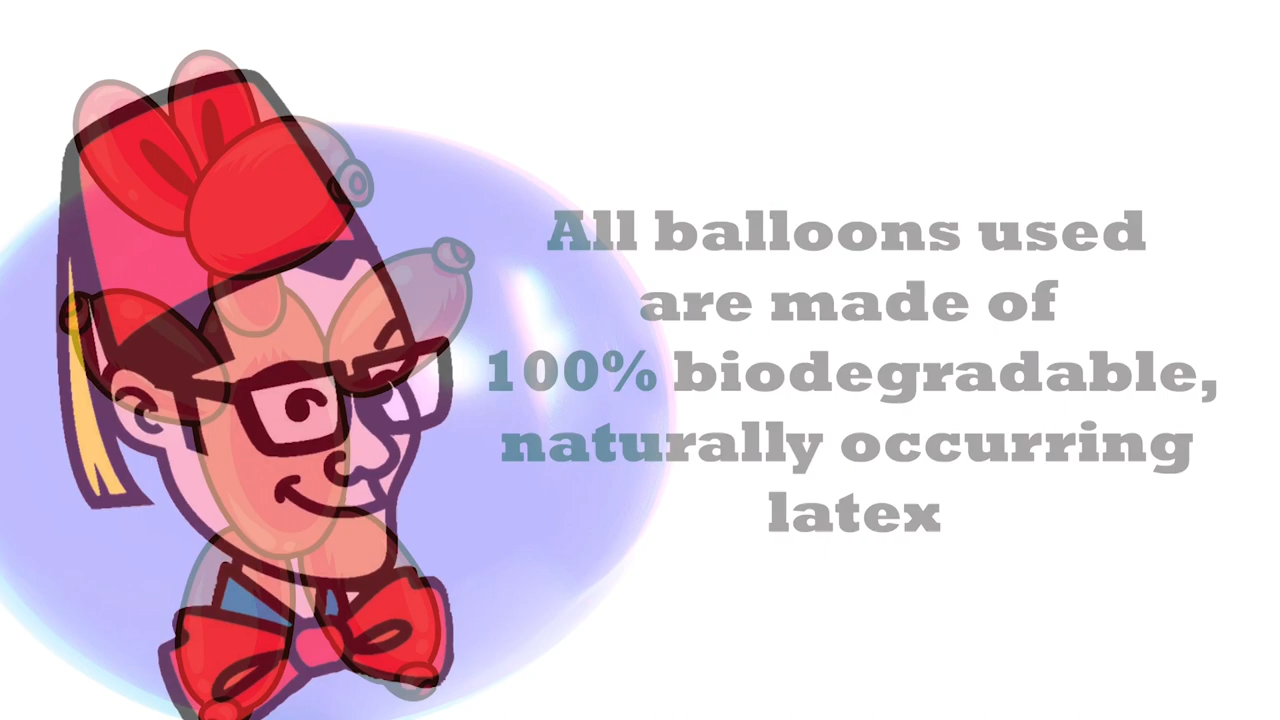 All balloons used
are made of
100% biodegradable,
naturally occurring
latex